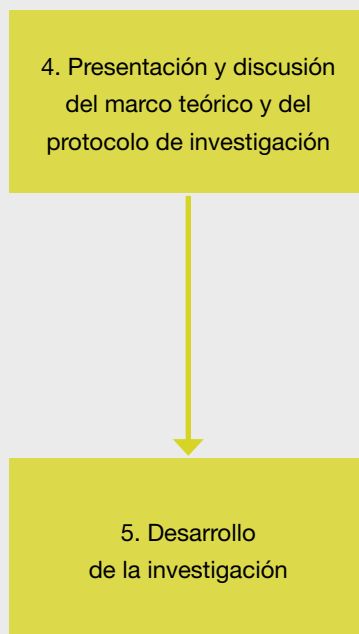 4. Presentación y discusión
del marco teórico y del
protocolo de investigación
5. Desarrollo
de la investigación